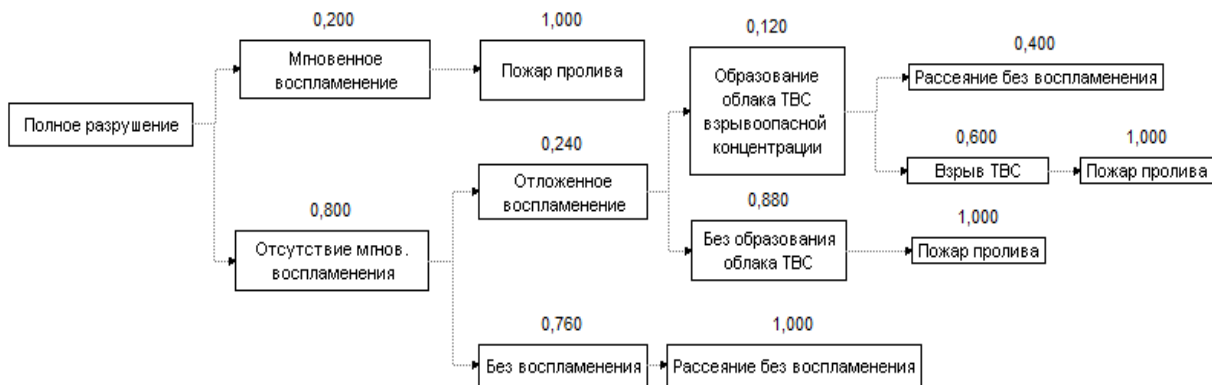 0,200
1,000
0,120
0,400
Мгновенное
воспламенение
Пожар пролива
Образование
облака ТВС
взрывоопасной
концентрации
Рассеяние без воспламенения
Полное разрушение
0,240
0,600
1,000
Отложенное
воспламенение
Взрыв ТВС
Пожар пролива
0,800
0,880
1,000
Отсутствие мгнов.
воспламенения
Без образования
облака ТВС
Пожар пролива
0,760
1,000
Без воспламенения
Рассеяние без воспламенения